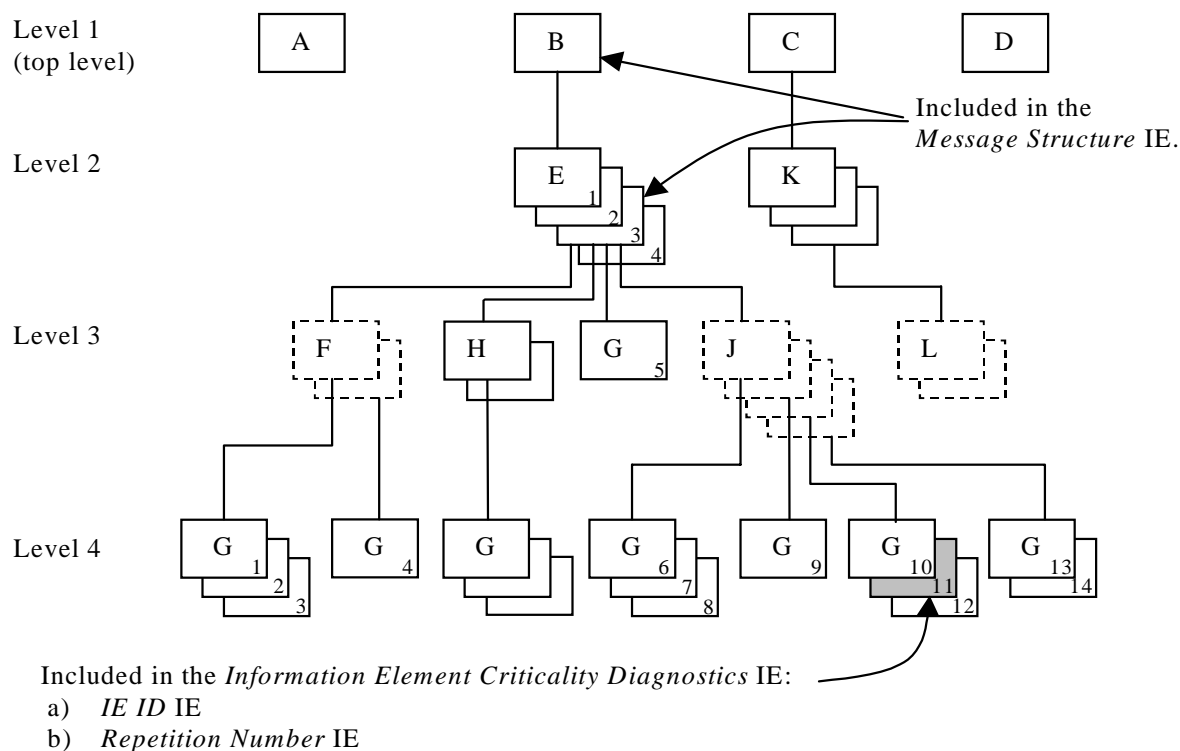 Level 1
(top level)
A
B
C
D
Included in the
Message Structure IE.
Level 2
E
1
2
3
4
K
Level 3
F
H
G
5
J
L
Level 4
G
1
2
3
G
4
G
G
6
7
8
G
9
G
10
11
12
G
13
14
Included in the Information Element Criticality Diagnostics IE:
a) IE ID IE
b) Repetition Number IE